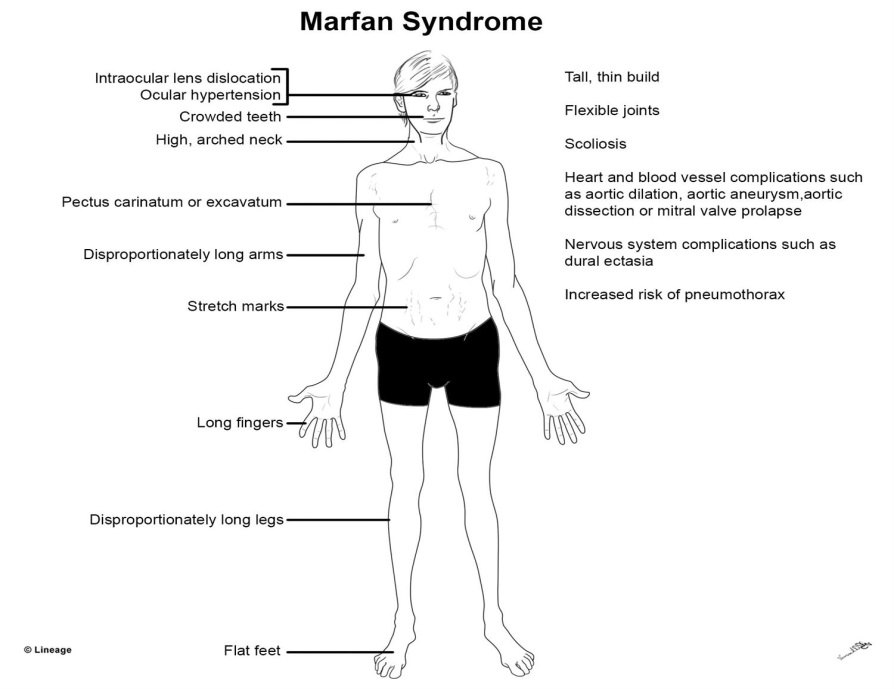 Marfan Syndrome
Intraocular lens dislocation
Ocular hypertension
Crowded teeth
High, arched neck
Pectus carinatum or excavatum
Disproportionately long arms
Stretch marks
Long fingers
Disproportionately long legs
Flat feet
Tall, thin build
Flexible joints
Scoliosis
Heart and blood vessel complications such
as aortic dilation, aortic aneurysm,aortic
dissection or mitral valve prolapse
Nervous system complications such as
dural ectasia
Increased risk of pneumothorax
© Lineage